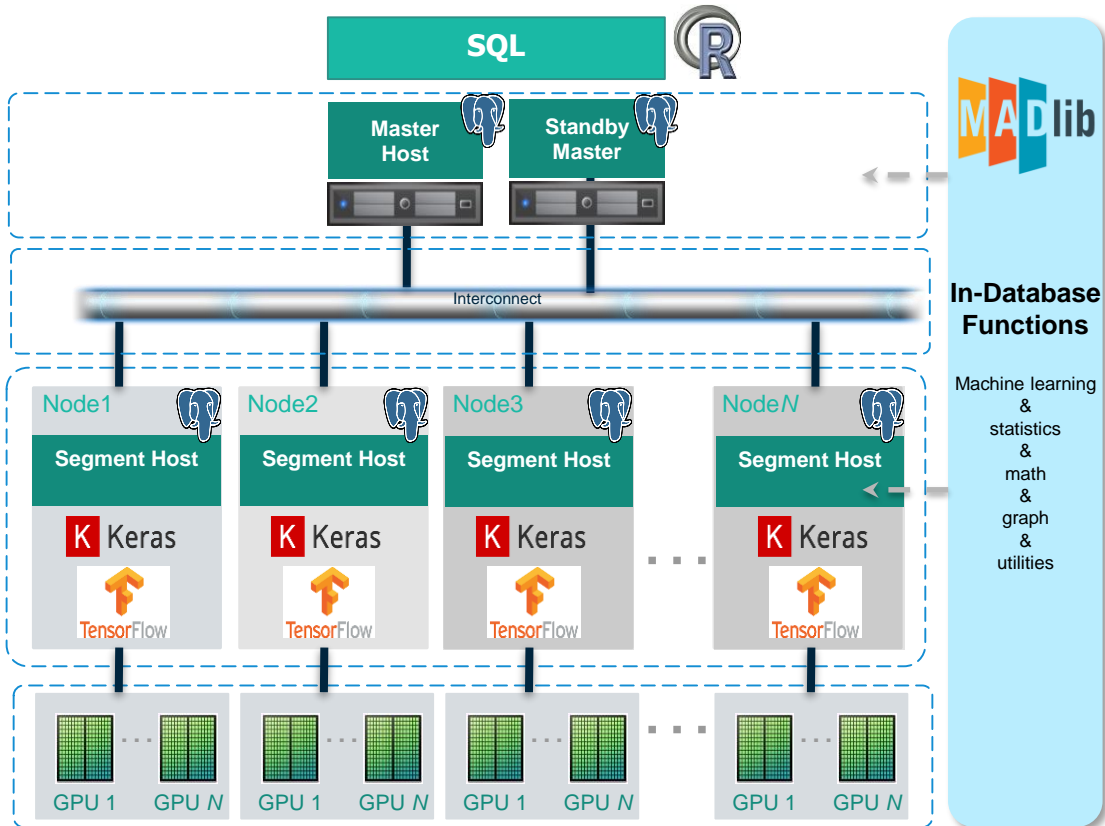 SQL
R
Master
Host
Standby
Master
MADlib
Interconnect
In-Database
Functions
Machine learning
&
statistics
&
math
&
graph
&
utilities
Node1
Node2
Node3
NodeN
Segment Host
Segment Host
Segment Host
Segment Host
K Keras
K Keras
K Keras
K Keras
TensorFlow
TensorFlow
TensorFlow
TensorFlow
GPU 1
GPU N
GPU 1
GPU N
GPU 1
GPU N
GPU 1
GPU N